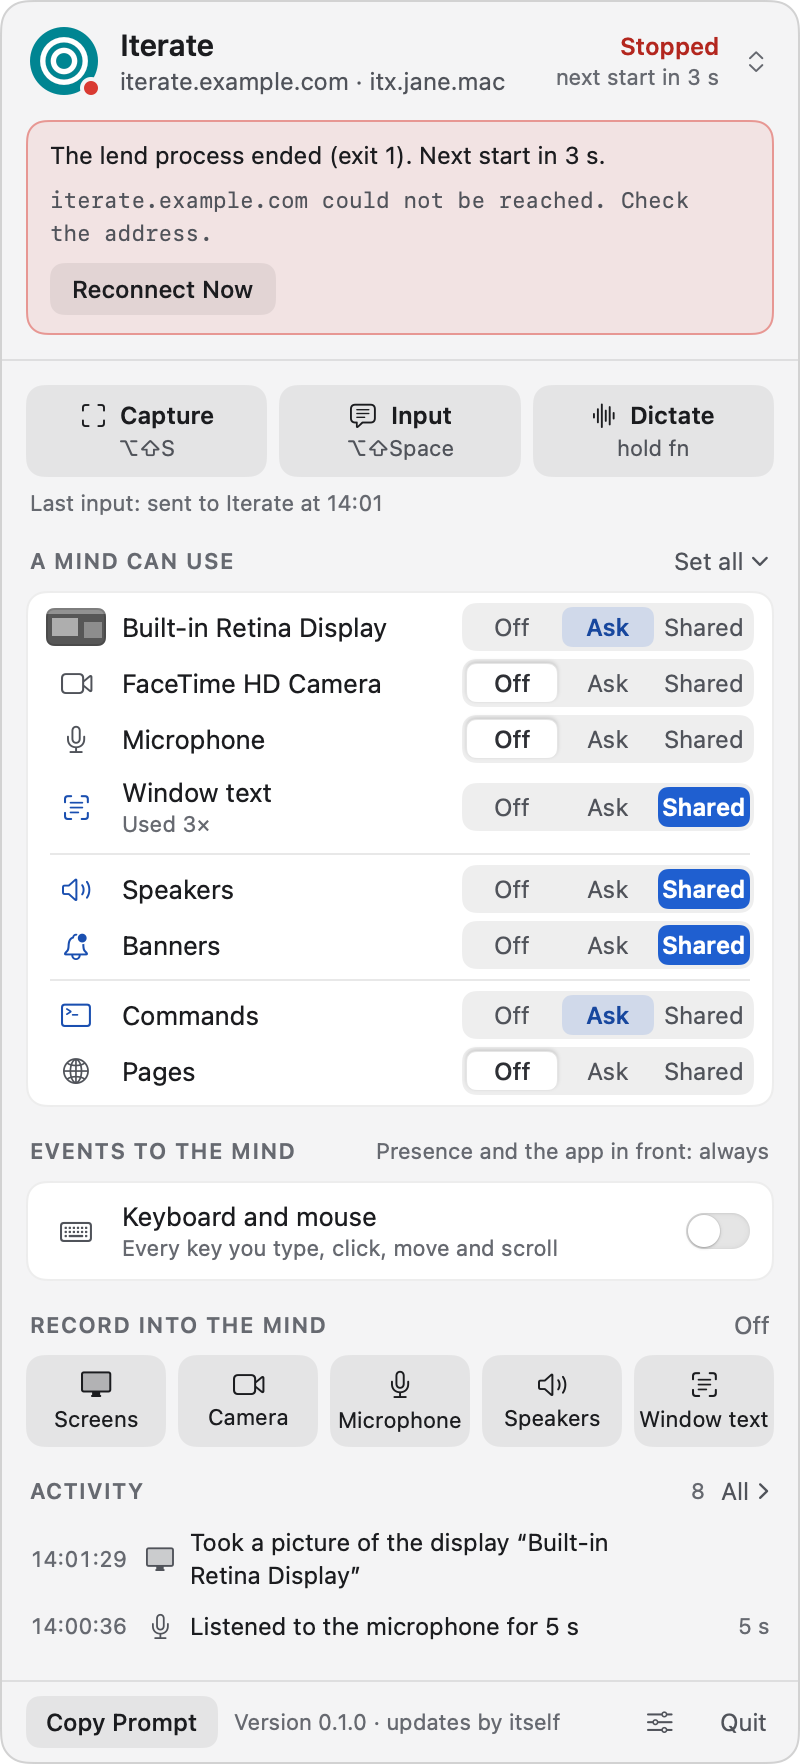 Iterate
iterate.example.com · itx.jane.mac
Stopped
next start in 3 s
The lend process ended (exit 1). Next start in 3 s.
iterate.example.com could not be reached. Check
the address.
Reconnect Now
Capture
⌥⇧S
Input
⌥⇧Space
Dictate
hold fn
Last input: sent to Iterate at 14:01
A MIND CAN USE
Set all
Built-in Retina Display
Off Ask Shared
FaceTime HD Camera
Off Ask Shared
Microphone
Off Ask Shared
Window text
Used 3×
Off Ask Shared
Speakers
Off Ask Shared
Banners
Off Ask Shared
Commands
Off Ask Shared
Pages
Off Ask Shared
EVENTS TO THE MIND
Presence and the app in front: always
Keyboard and mouse
Every key you type, click, move and scroll
RECORD INTO THE MIND
Off
Screens
Camera
Microphone
Speakers
Window text
ACTIVITY
8 All
14:01:29 Took a picture of the display “Built-in
Retina Display”
14:00:36 Listened to the microphone for 5 s 5 s
Copy Prompt
Version 0.1.0 · updates by itself
Quit